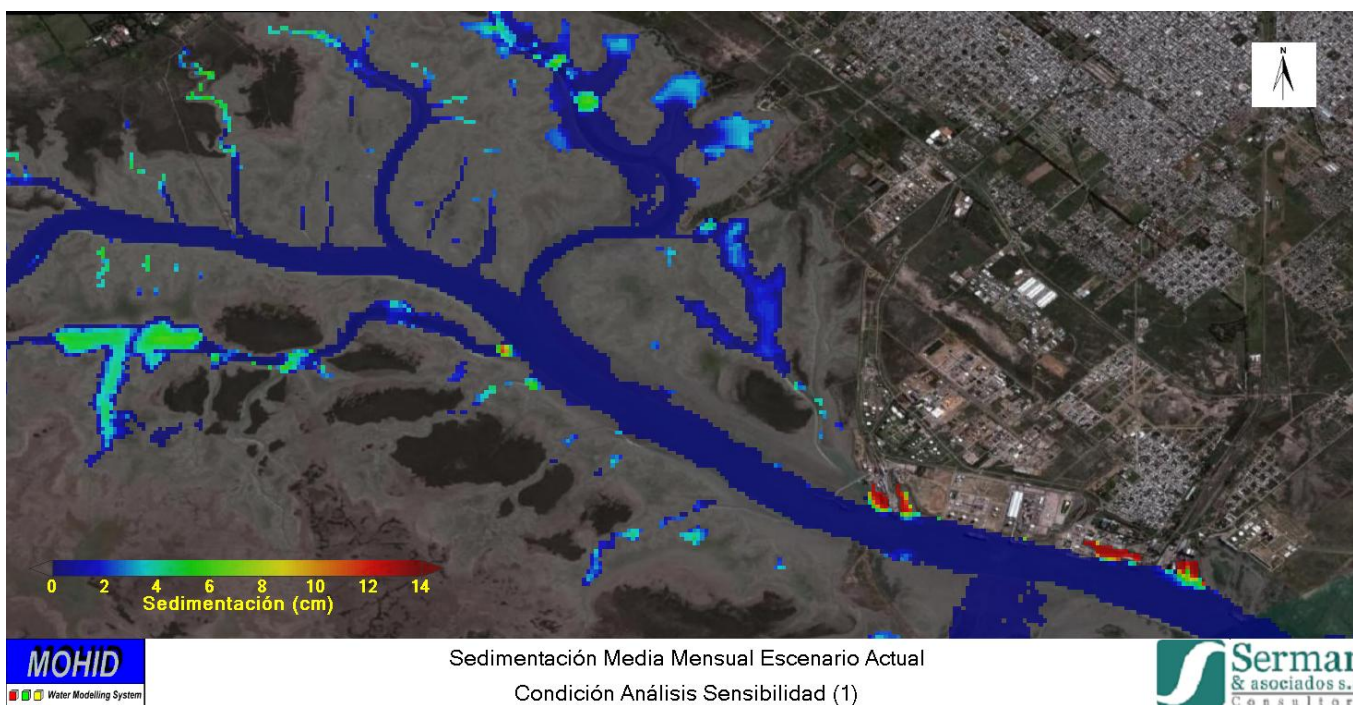 N
0 2 4 6 8 10 12 14
Sedimentación (cm)
MOHID
Water Modelling System
Sedimentación Media Mensual Escenario Actual
Condición Análisis Sensibilidad (1)
Serman
& asociados s.
Consultor